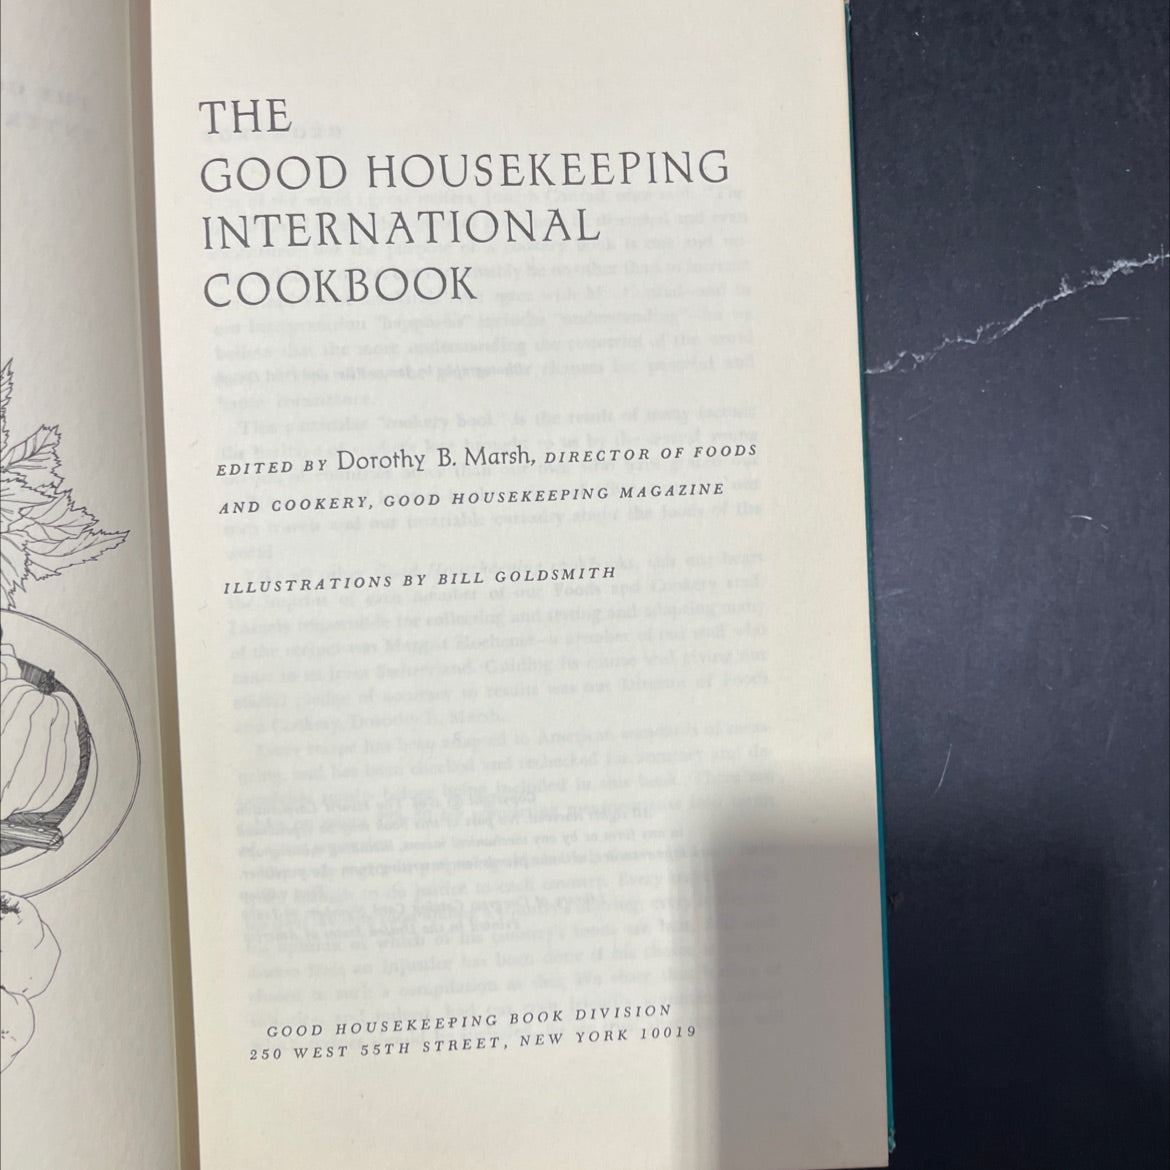 THE
GOOD HOUSEKEEPING
INTERNATIONAL
COOKBOOK
EDITED BY Dorothy B. Marsh, DIRECTOR OF FOODS
AND COOKERY, GOOD HOUSEKEEPING MAGAZINE
ILLUSTRATIONS BY BILL GOLDSMITH
GOOD HOUSEKEEPING BOOK DIVISION
250 WEST 55TH STREET, NEW YORK 10019